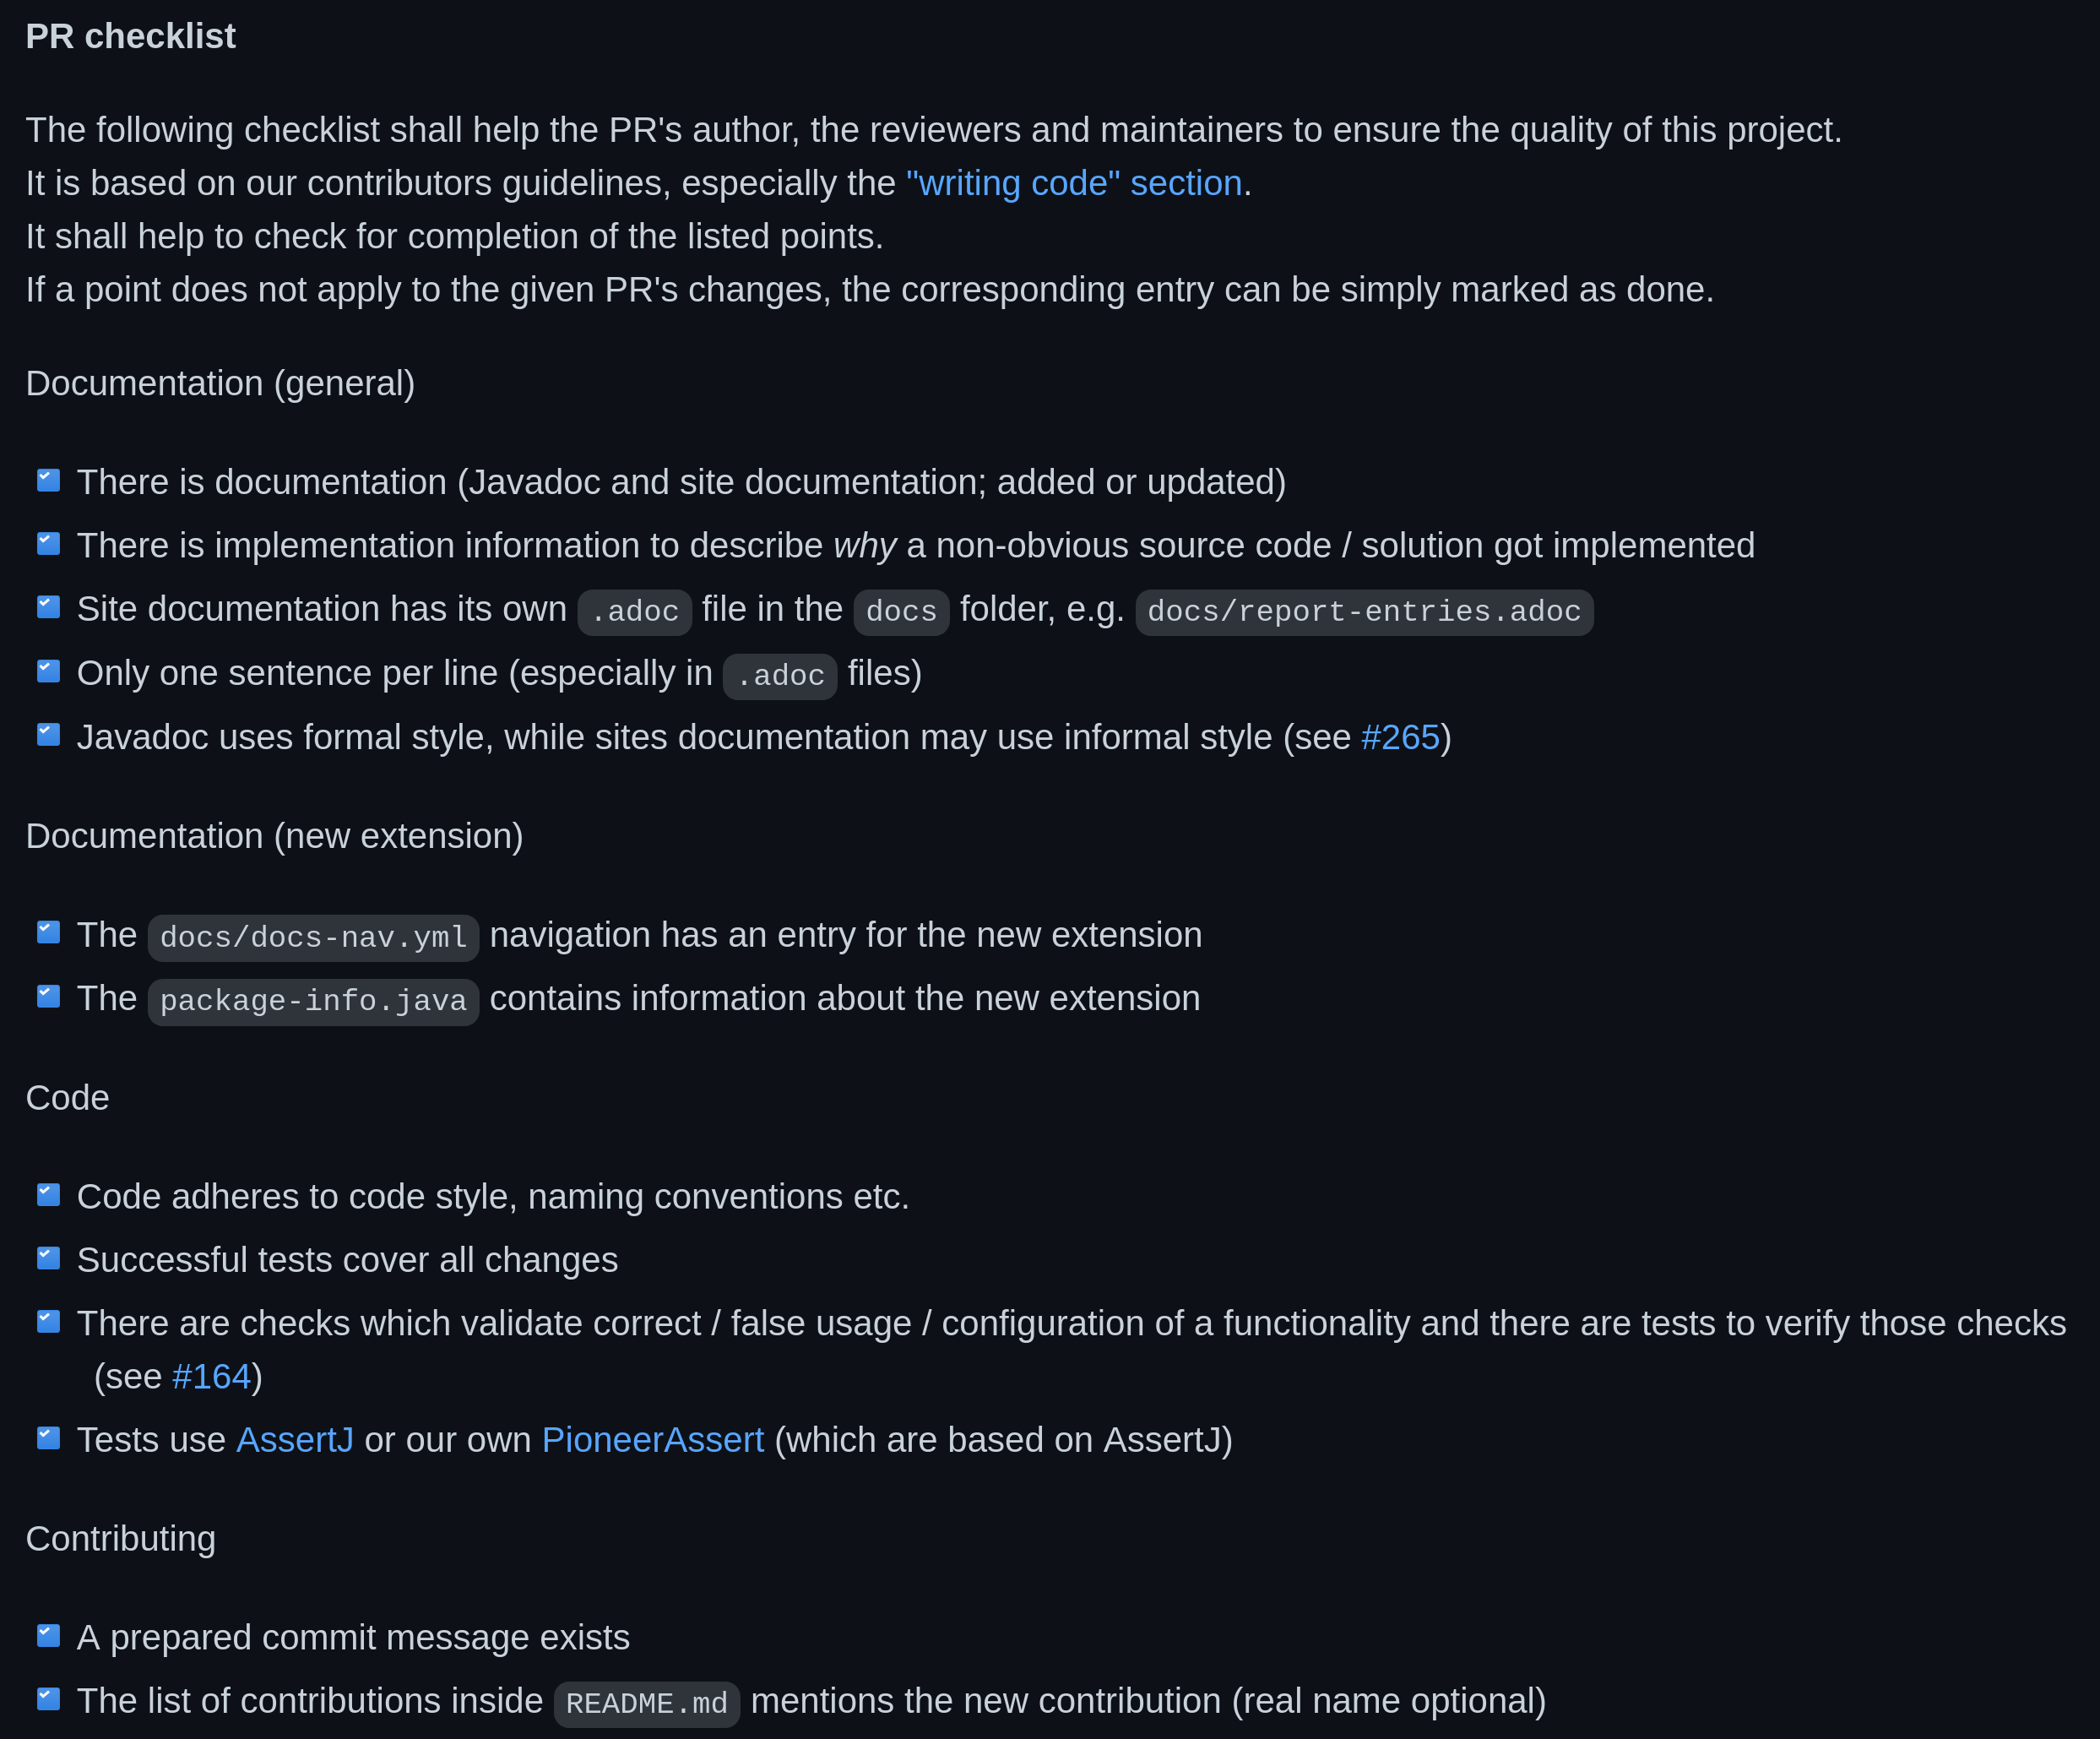 PR checklist
The following checklist shall help the PR's author, the reviewers and maintainers to ensure the quality of this project.
It is based on our contributors guidelines, especially the "writing code" section.
It shall help to check for completion of the listed points.
If a point does not apply to the given PR's changes, the corresponding entry can be simply marked as done.
Documentation (general)
There is documentation (Javadoc and site documentation; added or updated)
There is implementation information to describe why a non-obvious source code / solution got implemented
Site documentation has its own .adoc file in the docs folder, e.g. docs/report-entries.adoc
Only one sentence per line (especially in .adoc files)
Javadoc uses formal style, while sites documentation may use informal style (see #265)
Documentation (new extension)
The docs/docs-nav.yml navigation has an entry for the new extension
The package-info.java contains information about the new extension
Code
Code adheres to code style, naming conventions etc.
Successful tests cover all changes
There are checks which validate correct / false usage / configuration of a functionality and there are tests to verify those checks
(see #164)
Tests use AssertJ or our own PioneerAssert (which are based on AssertJ)
Contributing
A prepared commit message exists
The list of contributions inside README.md mentions the new contribution (real name optional)